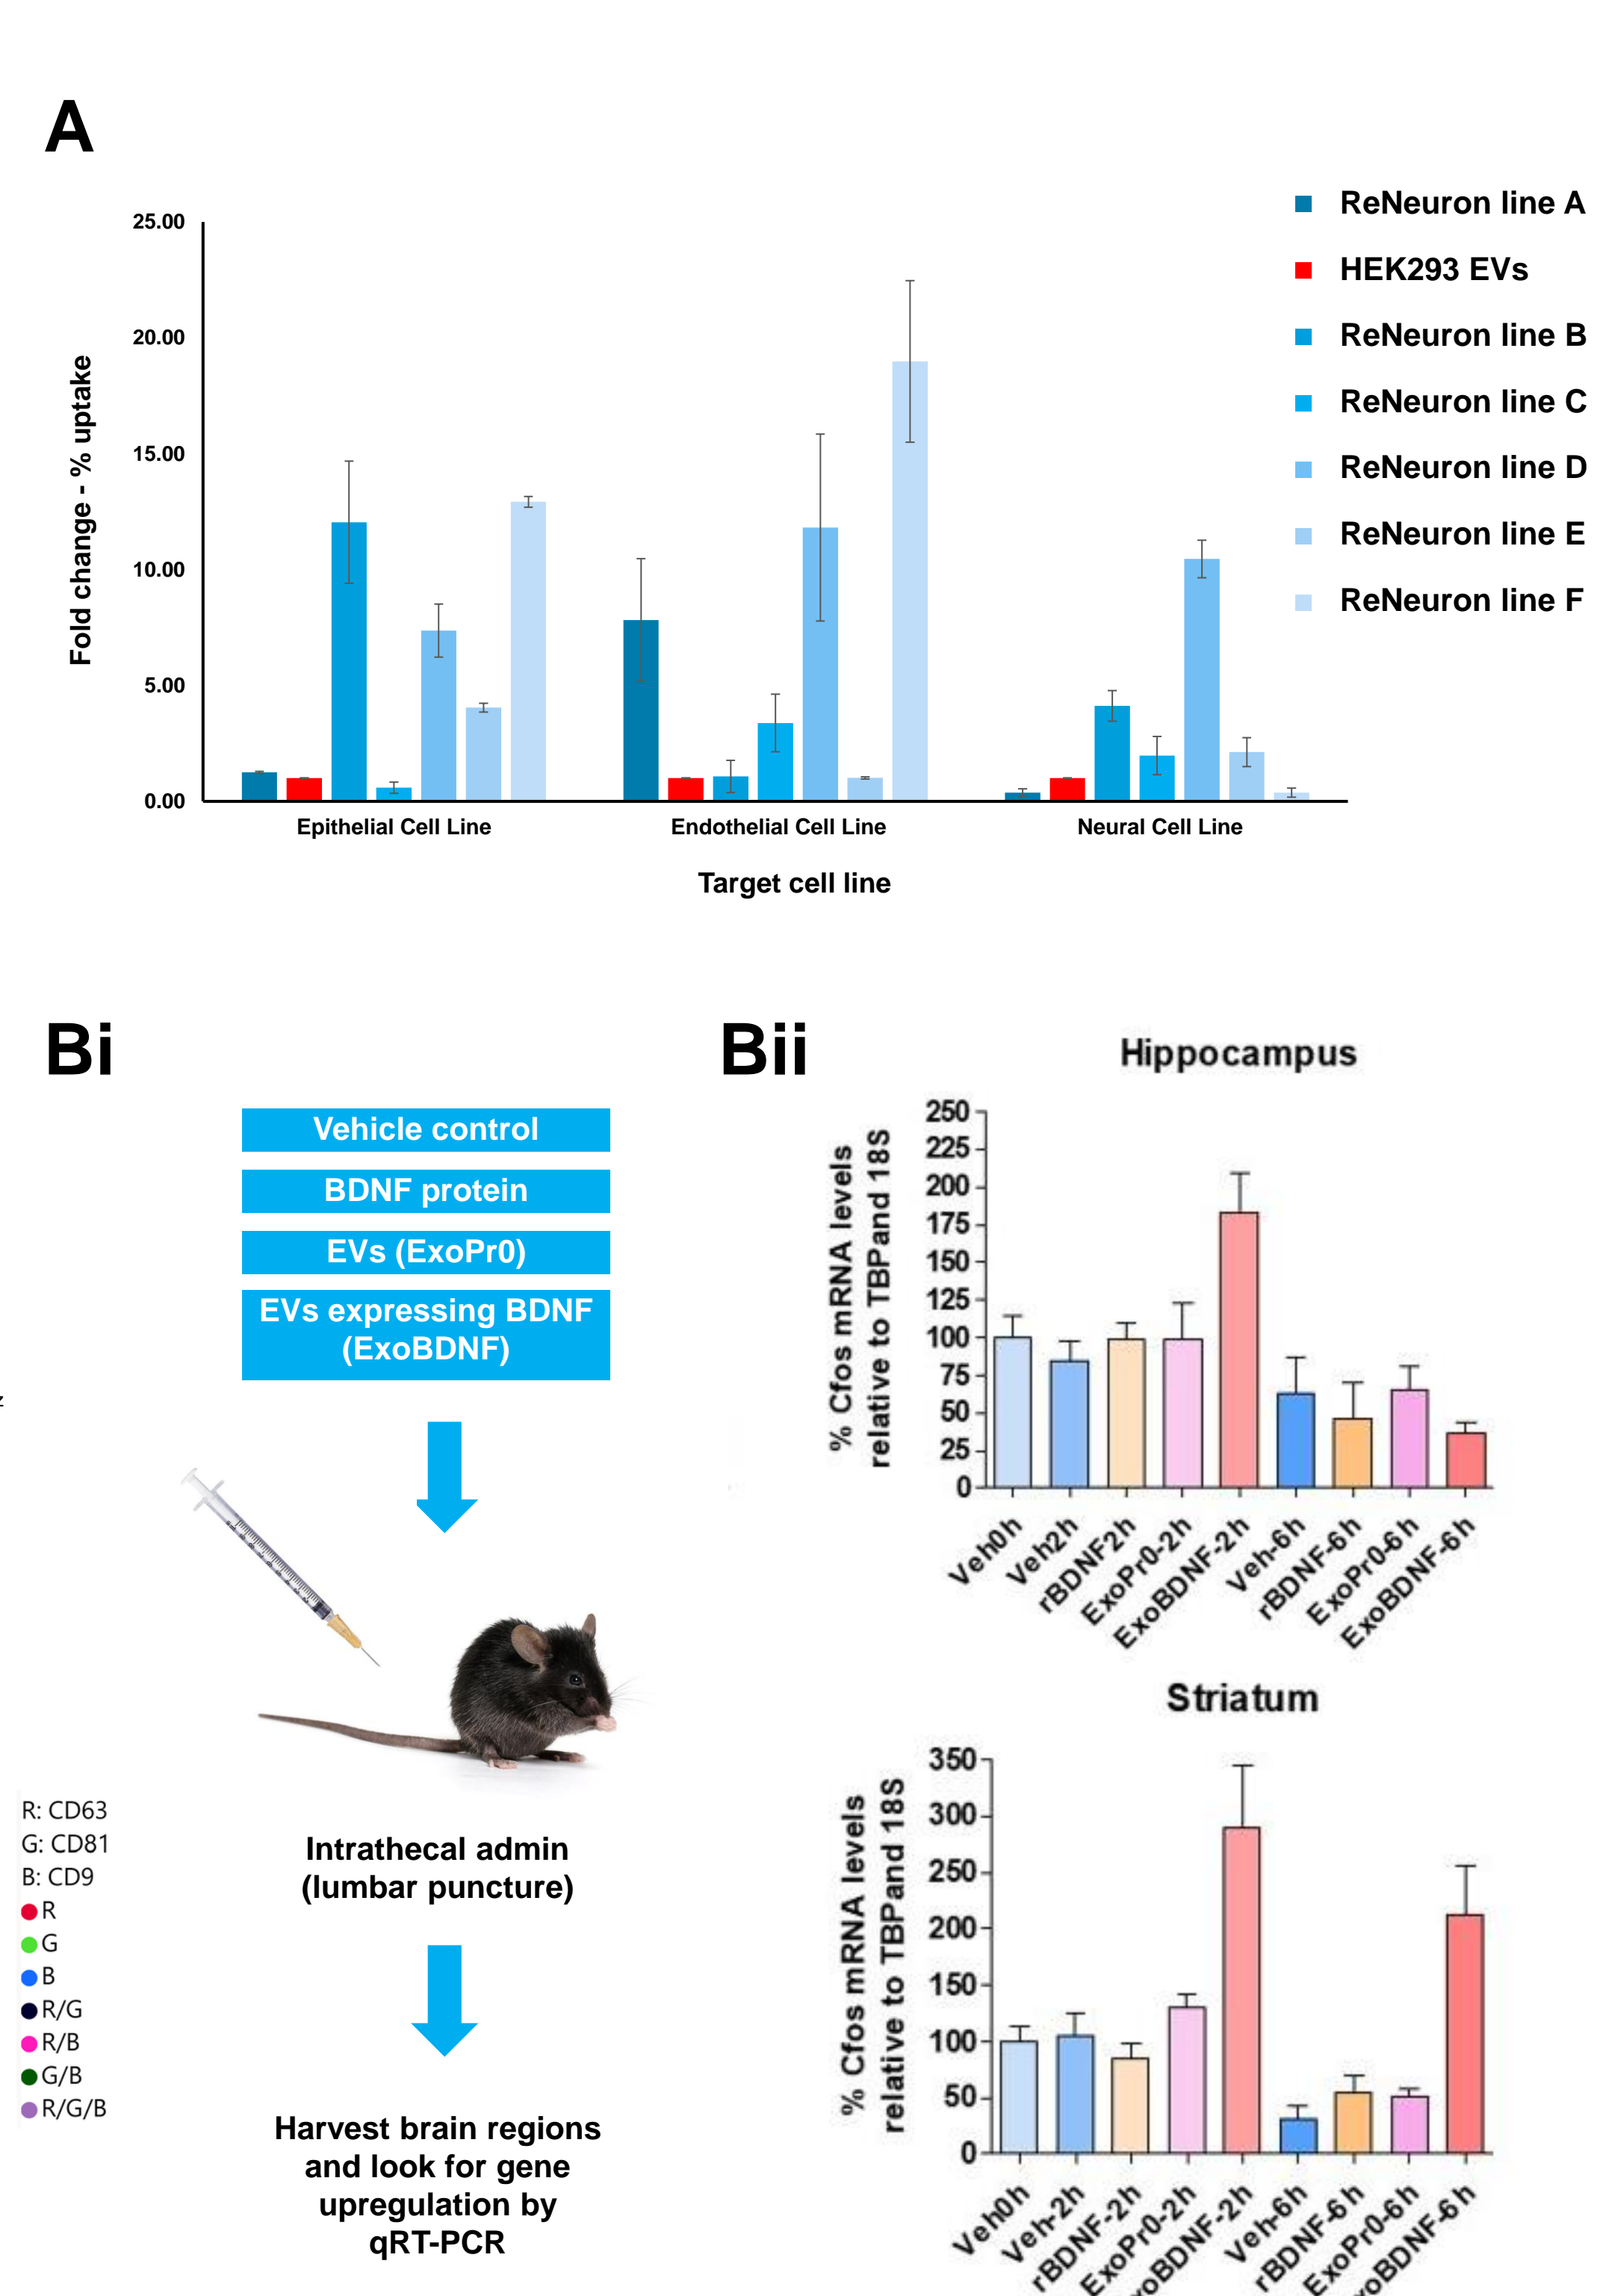 A
25.00
20.00
15.00
10.00
5.00
0.00
Fold change - % uptake
Epithelial Cell Line
Endothelial Cell Line
Neural Cell Line
Target cell line
ReNeuron line A
HEK293 EVs
ReNeuron line B
ReNeuron line C
ReNeuron line D
ReNeuron line E
ReNeuron line F
Bi
Vehicle control
BDNF protein
EVs (ExoPr0)
EVs expressing BDNF
(ExoBDNF)
z
Intrathecal admin
(lumbar puncture)
Harvest brain regions
and look for gene
upregulation by
qRT-PCR
R: CD63
G: CD81
B: CD9
R
G
B
R/G
R/B
G/B
R/G/B
Bii
Hippocampus
% Cfos mRNA levels
relative to TBPand 18S
250
225
200
175
150
125
100
75
50
25
0
Veh0h
Veh2h
rBDNF2h
ExoPr0-2h
ExoBDNF-2h
Veh-6h
rBDNF-6h
ExoPr0-6h
ExoBDNF-6h
Striatum
% Cfos mRNA levels
relative to TBPand 18S
350
300
250
200
150
100
50
0
Veh0h
Veh-2h
rBDNF-2h
ExoPr0-2h
xoBDNF-2h
Veh-6h
rBDNF-6h
ExoPr0-6h
xoBDNF-6h